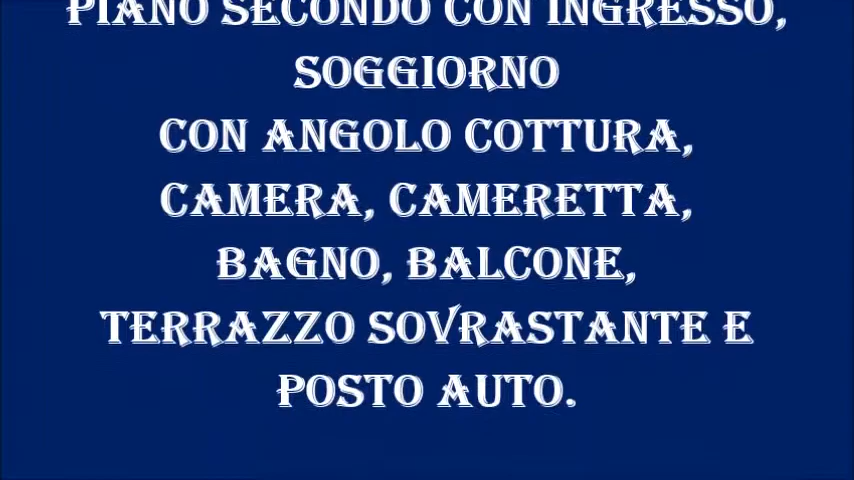 PIANO SECONDO CON INGRESSO,
SOGGIORNO
CON ANGOLO COTTURA,
CAMERA, CAMERETTA,
BAGNO, BALCONE,
TERRAZZO SOVRASTANTE E
POSTO AUTO.